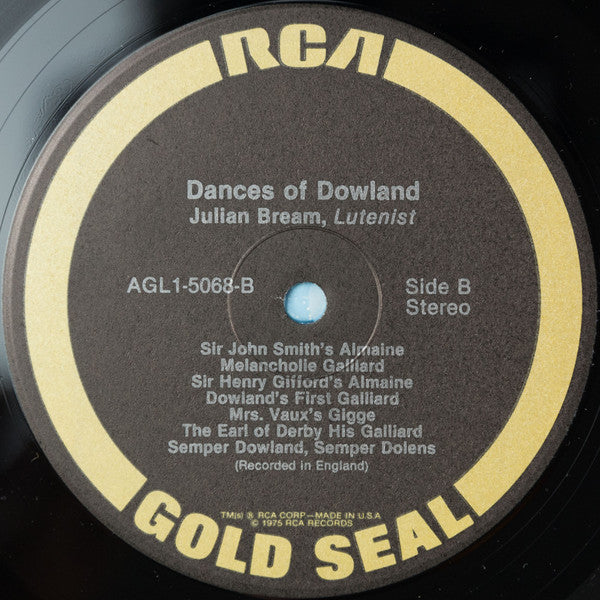 RCA
Dances of Dowland
Julian Bream, Lutenist
AGL1-5068-B
Side B
Stereo
Sir John Smith's Almaine
Melancholie Galliard
Sir Henry Gifford's Almaine
Dowland's First Galliard
Mrs. Vaux's Gigge
The Earl of Derby His Galliard
Semper Dowland, Semper Dolens
(Recorded in England)
TM(s) ® RCA CORP—MADE IN U.S.A
© 1975 RCA RECORDS
GOLD SEAL